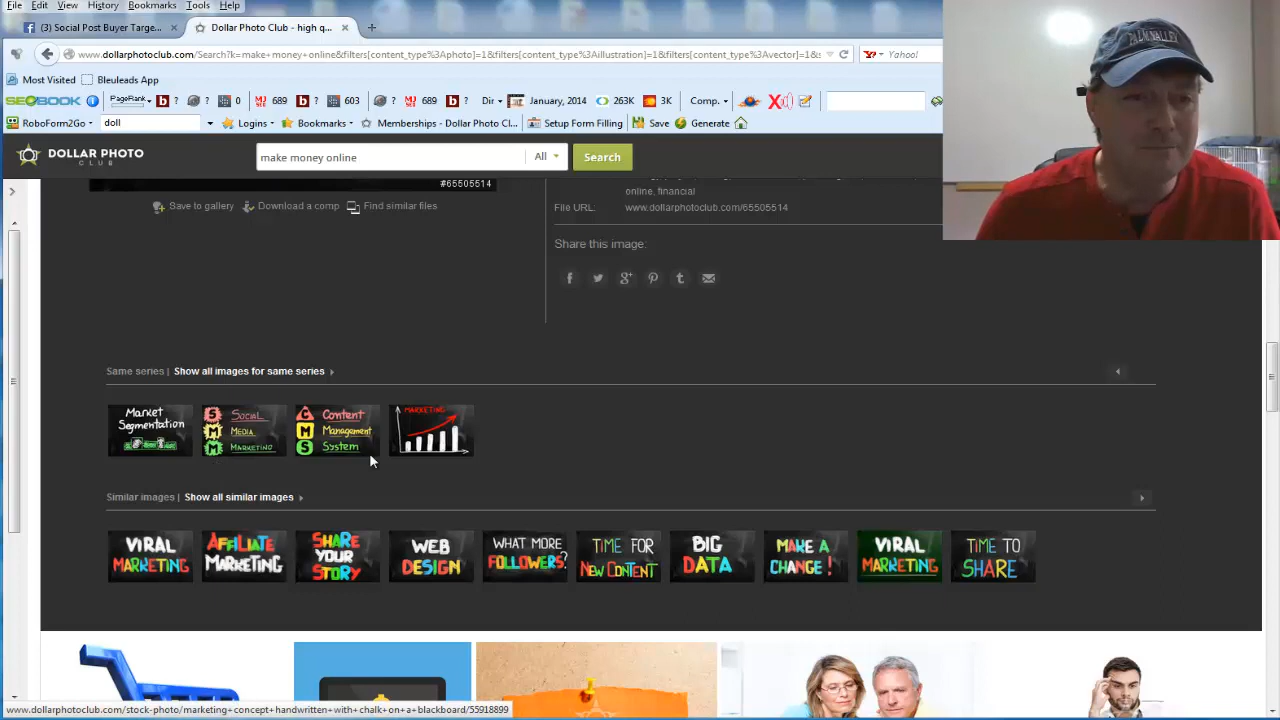 File Edit View History Bookmarks Tools Help
(3) Social Post Buyer Targe... × Dollar Photo Club - high q... × +
www.dollarphotoclub.com/Search?k=make+money online&filters[content_type%3Aphoto]=1&filters[content_type%3Aillustration]=1&filters[content_type%3Avector]=1&s Yahoo!
Most Visited Bleuleads App
SEOBOOK PageRank ? 0 689 ? 603 689 ? Dir January, 2014 263K 3K Comp.
RoboForm2Go doll Logins Bookmarks Memberships - Dollar Photo Cl... Setup Form Filling Save Generate
DOLLAR PHOTO
CLUB
make money online All Search
#65505514
online, financial
Save to gallery Download a comp Find similar files
File URL: www.dollarphotoclub.com/65505514
Share this image:
Same series | Show all images for same series
Market
Segmentation
S Social
M Media
M Marketing
C Content
M Management
S System
MARKETING
Similar images | Show all similar images
VIRAL
MARKETING
AFFILIATE
MARKETING
SHARE
YOUR
STORY
WEB
DESIGN
WHAT MORE
FOLLOWERS?
TIME FOR
NEW CONTENT
BIG
DATA
MAKE A
CHANGE!
VIRAL
MARKETING
TIME TO
SHARE
www.dollarphotoclub.com/stock-photo/marketing+concept+handwritten+with+chalk+on+a+blackboard/55918899